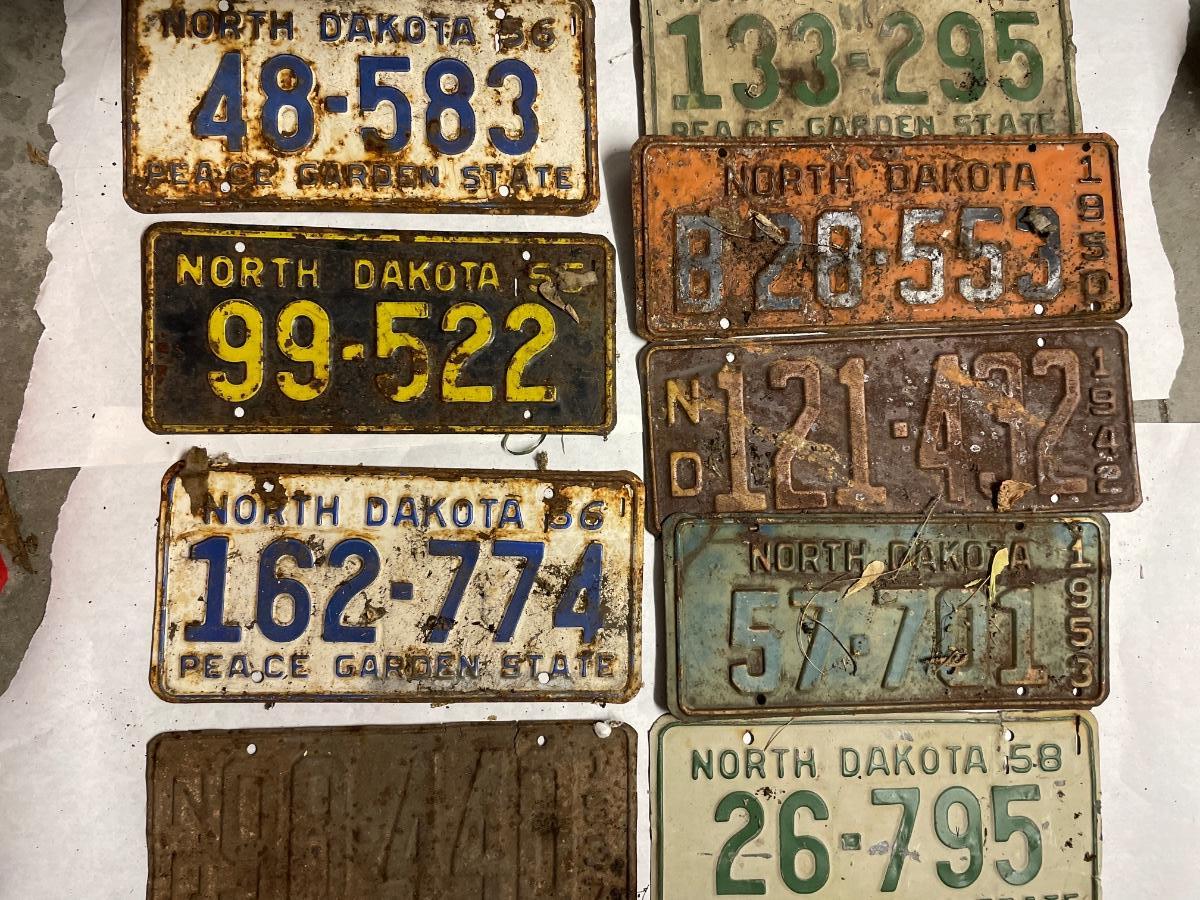 NORTH DAKOTA 56
48-583
PEACE GARDEN STATE
NORTH DAKOTA
99-522
NORTH DAKOTA 56
162-774
PEACE GARDEN STATE
133-295
PEACE GARDEN STATE
NORTH DAKOTA 1950
B 28-553
ND 121-432 1942
NORTH DAKOTA 1953
57-701
NORTH DAKOTA 58
26-795